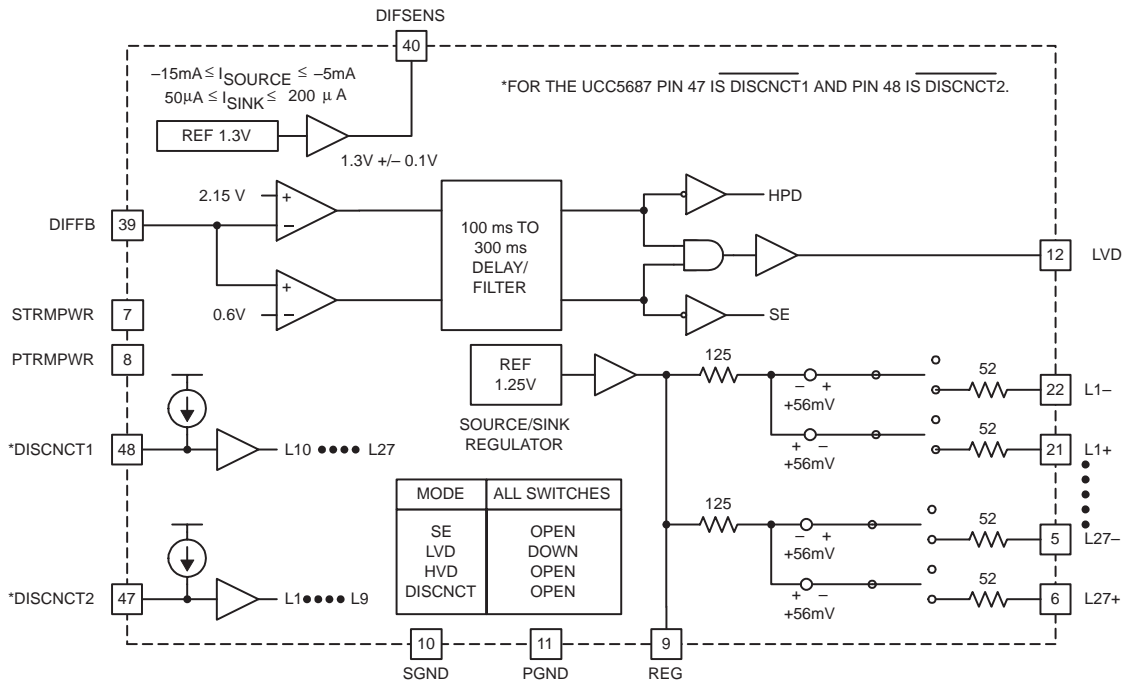 DIFSENS
40
–15mA ≤ ISOURCE ≤ –5mA
50µA ≤ ISINK ≤ 200 µ A
*FOR THE UCC5687 PIN 47 IS DISCNCT1 AND PIN 48 IS DISCNCT2.
REF 1.3V
1.3V +/– 0.1V
2.15 V
+
–
HPD
DIFFB
39
100 ms TO
300 ms
DELAY/
FILTER
12
LVD
+
–
0.6V
SE
STRMPWR
7
PTRMPWR
8
REF
1.25V
SOURCE/SINK
REGULATOR
125
– +
+56mV
52
22
L1–
+ –
+56mV
52
21
L1+
*DISCNCT1
48
L10 •••• L27
MODE ALL SWITCHES
SE OPEN
LVD DOWN
HVD OPEN
DISCNCT OPEN
125
– +
+56mV
52
5
L27–
+ –
+56mV
52
6
L27+
*DISCNCT2
47
L1 •••• L9
10
SGND
11
PGND
9
REG